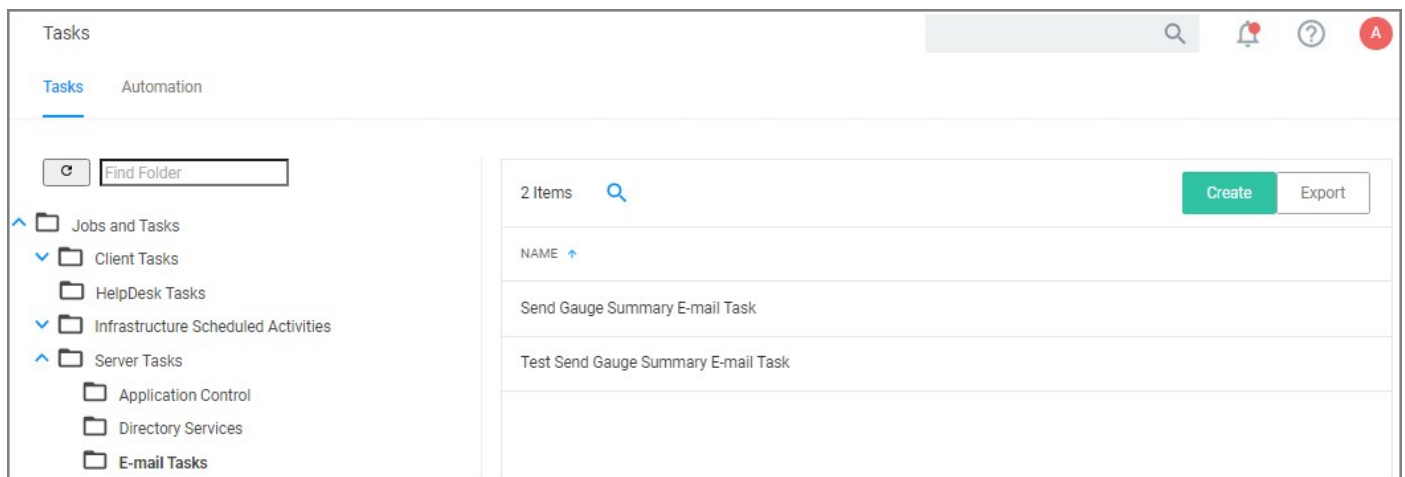 Tasks
A
Tasks Automation
Find Folder
2 Items
Create Export
Jobs and Tasks
Client Tasks
NAME
HelpDesk Tasks
Send Gauge Summary E-mail Task
Infrastructure Scheduled Activities
Server Tasks
Test Send Gauge Summary E-mail Task
Application Control
Directory Services
E-mail Tasks